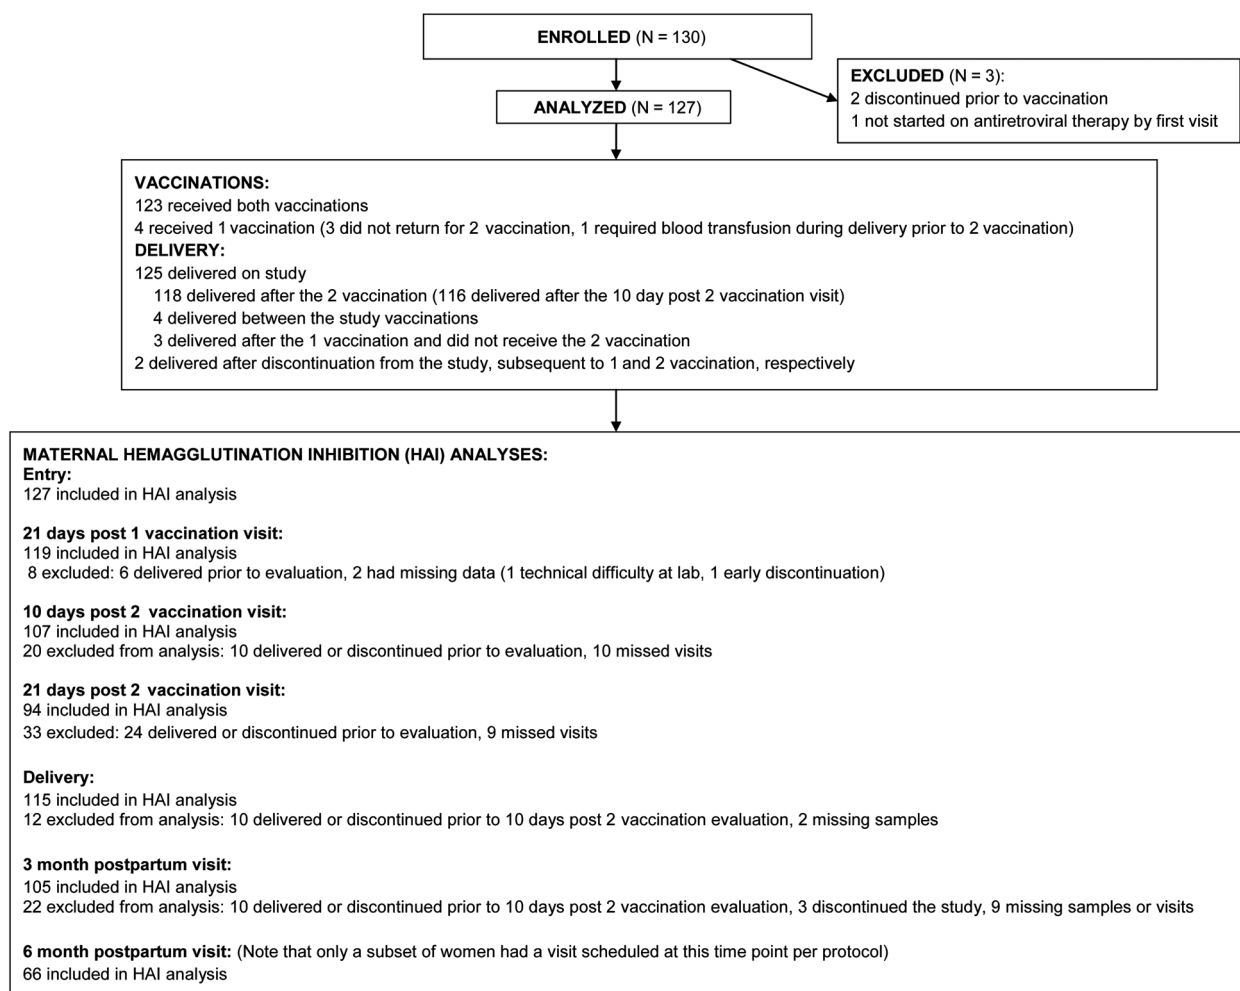 ENROLLED (N = 130)
EXCLUDED (N = 3):
2 discontinued prior to vaccination
1 not started on antiretroviral therapy by first visit
ANALYZED (N = 127)
VACCINATIONS:
123 received both vaccinations
4 received 1 vaccination (3 did not return for 2 vaccination, 1 required blood transfusion during delivery prior to 2 vaccination)
DELIVERY:
125 delivered on study
118 delivered after the 2 vaccination (116 delivered after the 10 day post 2 vaccination visit)
4 delivered between the study vaccinations
3 delivered after the 1 vaccination and did not receive the 2 vaccination
2 delivered after discontinuation from the study, subsequent to 1 and 2 vaccination, respectively
MATERNAL HEMAGGLUTINATION INHIBITION (HAI) ANALYSES:
Entry:
127 included in HAI analysis
21 days post 1 vaccination visit:
119 included in HAI analysis
8 excluded: 6 delivered prior to evaluation, 2 had missing data (1 technical difficulty at lab, 1 early discontinuation)
10 days post 2 vaccination visit:
107 included in HAI analysis
20 excluded from analysis: 10 delivered or discontinued prior to evaluation, 10 missed visits
21 days post 2 vaccination visit:
94 included in HAI analysis
33 excluded: 24 delivered or discontinued prior to evaluation, 9 missed visits
Delivery:
115 included in HAI analysis
12 excluded from analysis: 10 delivered or discontinued prior to 10 days post 2 vaccination evaluation, 2 missing samples
3 month postpartum visit:
105 included in HAI analysis
22 excluded from analysis: 10 delivered or discontinued prior to 10 days post 2 vaccination evaluation, 3 discontinued the study, 9 missing samples or visits
6 month postpartum visit: (Note that only a subset of women had a visit scheduled at this time point per protocol)
66 included in HAI analysis